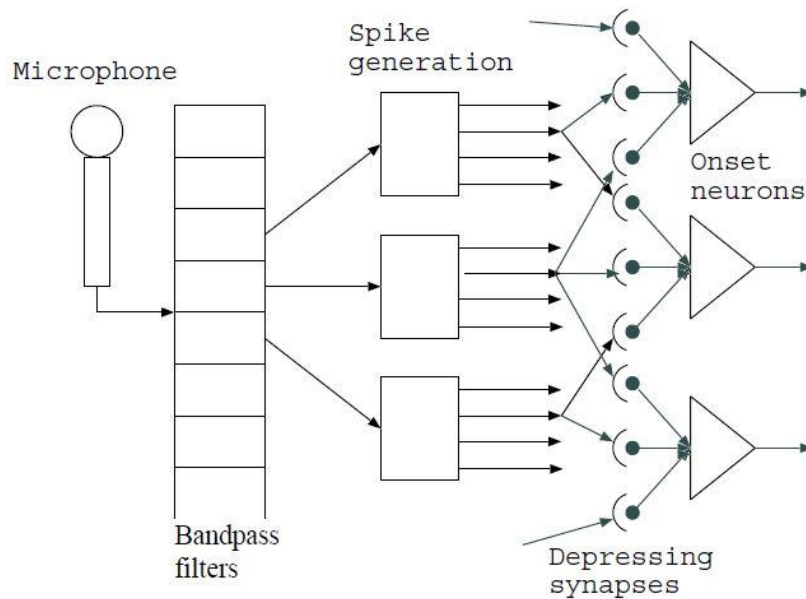 Spike
generation
Microphone
Onset
neurons
Bandpass
filters
Depressing
synapses